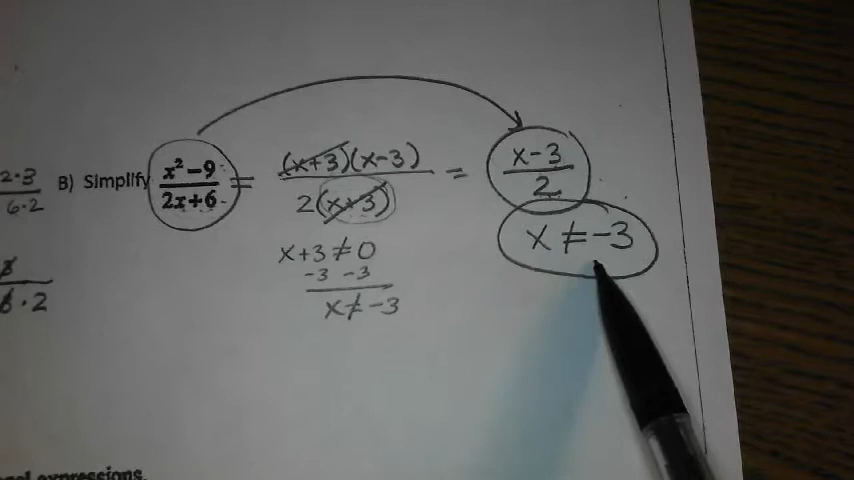 2·3
6·2
B) Simplify x² – 9 / 2x + 6 = (x+3)(x-3) / 2(x+3) = x-3 / 2
x ≠ -3
x+3 ≠ 0
-3 -3
x ≠ -3
· 2
expressions.